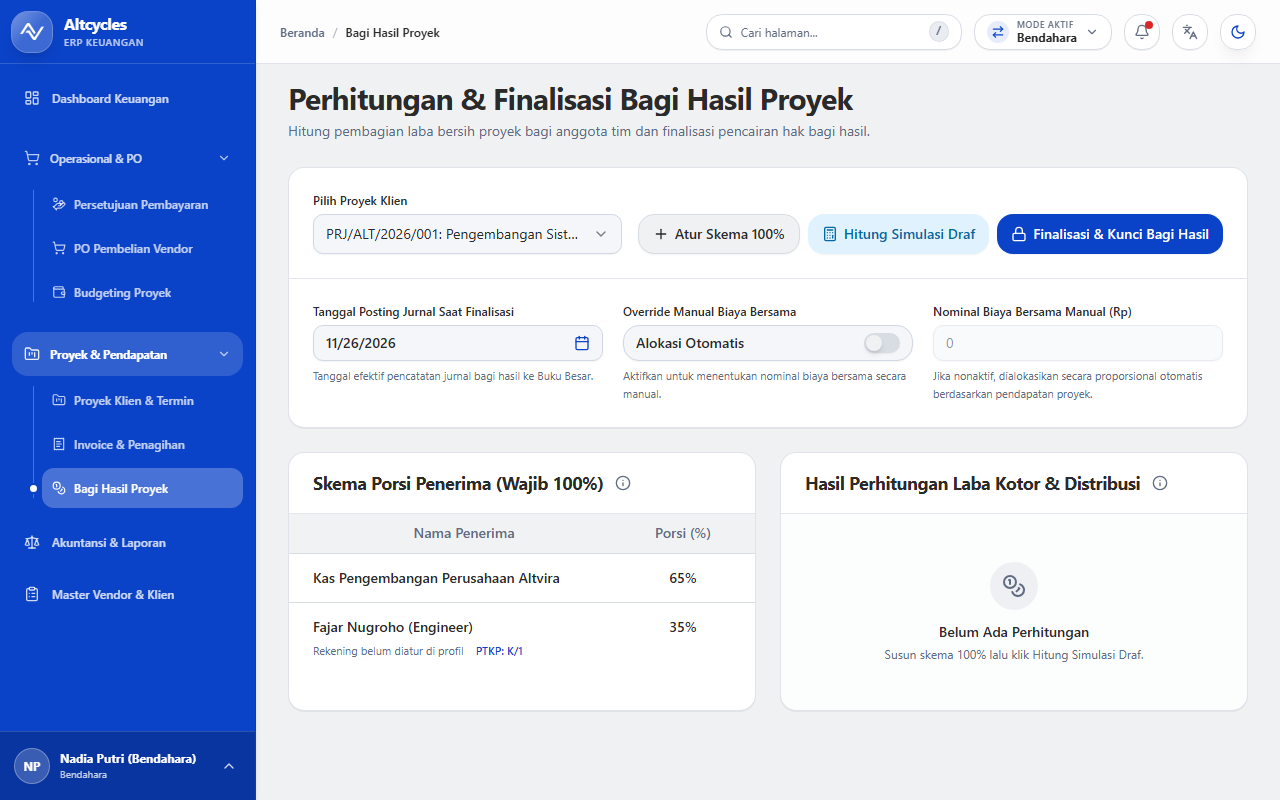 Altcycles
ERP KEUANGAN
Beranda / Bagi Hasil Proyek
Cari halaman...
/
MODE AKTIF
Bendahara
Dashboard Keuangan
Operasional & PO
Persetujuan Pembayaran
PO Pembelian Vendor
Budgeting Proyek
Proyek & Pendapatan
Proyek Klien & Termin
Invoice & Penagihan
Bagi Hasil Proyek
Akuntansi & Laporan
Master Vendor & Klien
NP
Nadia Putri (Bendahara)
Bendahara
Perhitungan & Finalisasi Bagi Hasil Proyek
Hitung pembagian laba bersih proyek bagi anggota tim dan finalisasi pencairan hak bagi hasil.
Pilih Proyek Klien
PRJ/ALT/2026/001: Pengembangan Sist...
Atur Skema 100%
Hitung Simulasi Draf
Finalisasi & Kunci Bagi Hasil
Tanggal Posting Jurnal Saat Finalisasi
11/26/2026
Tanggal efektif pencatatan jurnal bagi hasil ke Buku Besar.
Override Manual Biaya Bersama
Alokasi Otomatis
Aktifkan untuk menentukan nominal biaya bersama secara
manual.
Nominal Biaya Bersama Manual (Rp)
0
Jika nonaktif, dialokasikan secara proporsional otomatis
berdasarkan pendapatan proyek.
Skema Porsi Penerima (Wajib 100%)
Nama Penerima Porsi (%)
Kas Pengembangan Perusahaan Altvira 65%
Fajar Nugroho (Engineer) 35%
Rekening belum diatur di profil PTKP: K/1
Hasil Perhitungan Laba Kotor & Distribusi
Belum Ada Perhitungan
Susun skema 100% lalu klik Hitung Simulasi Draf.